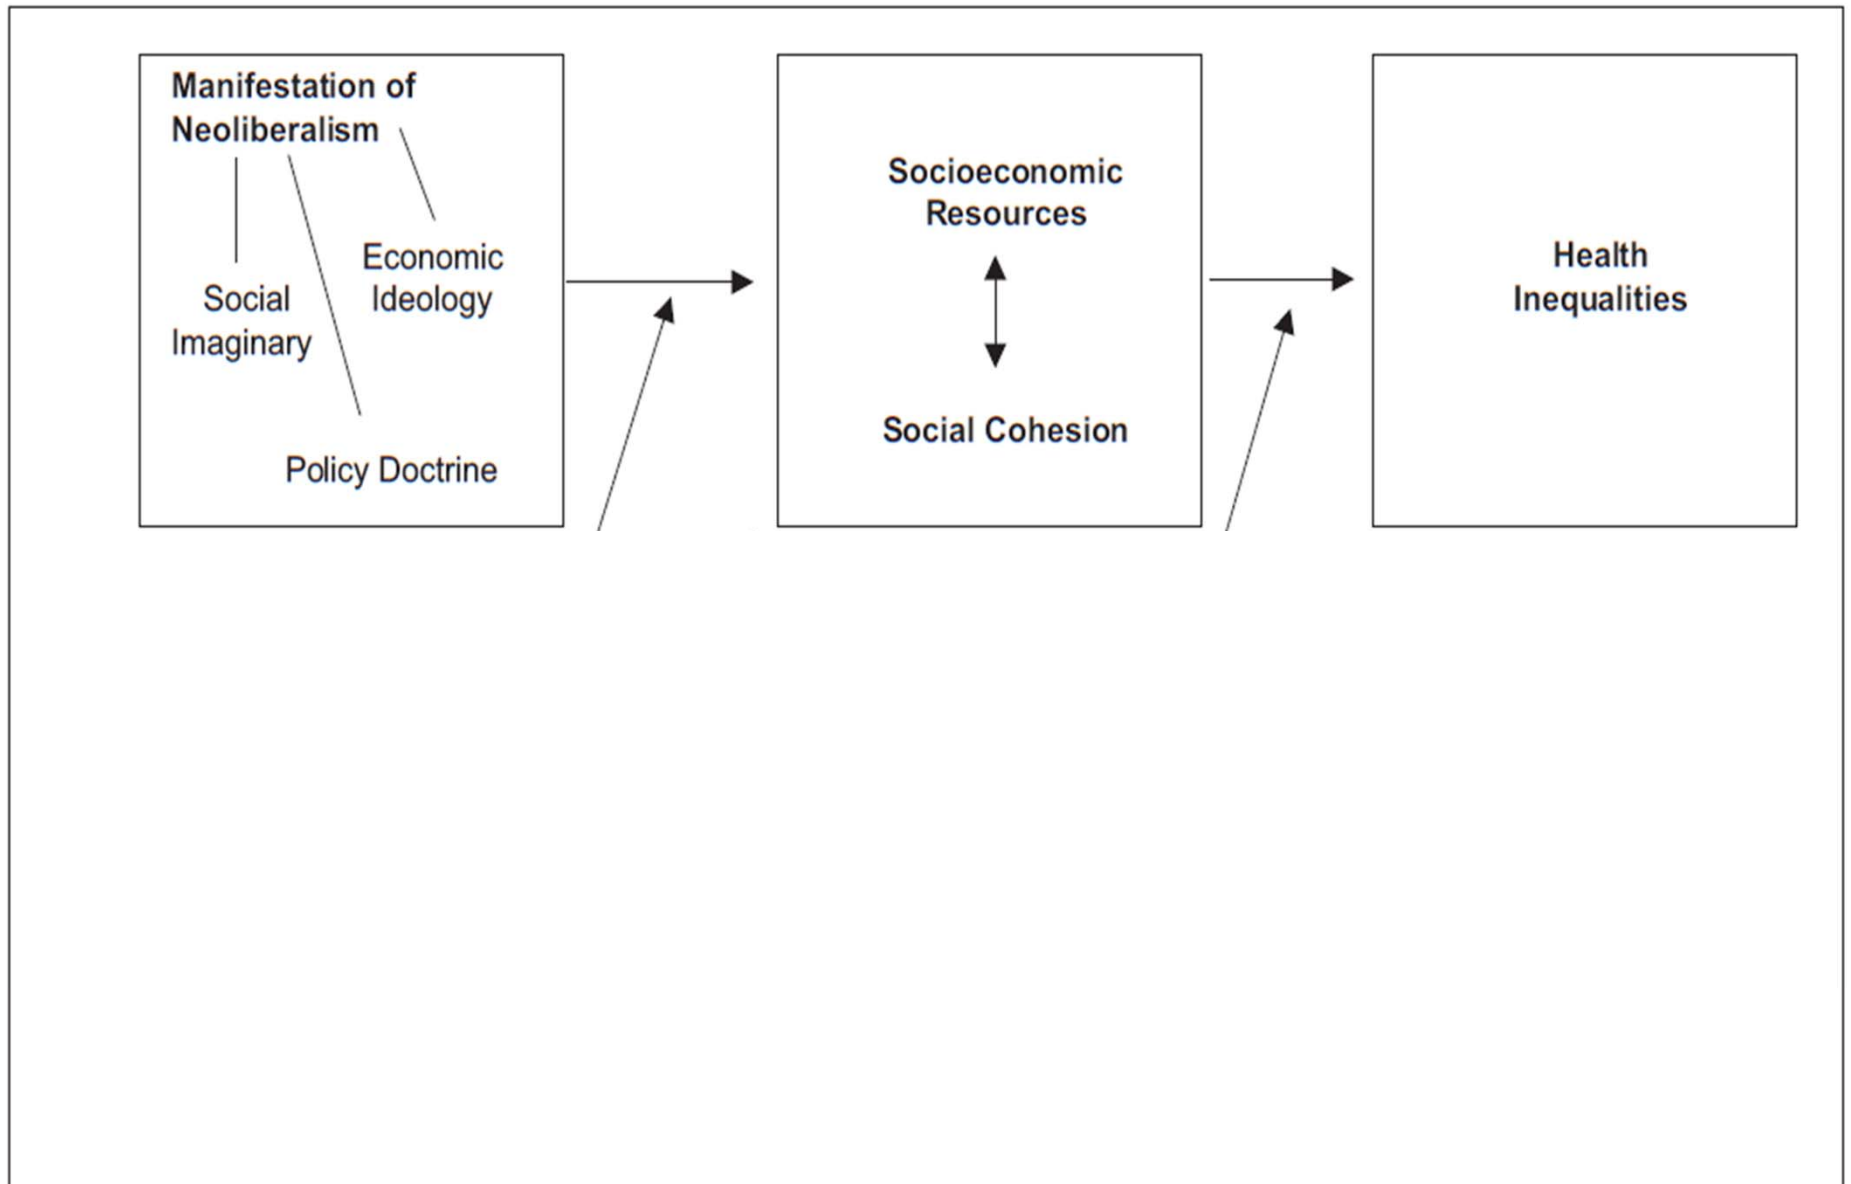 Manifestation of
Neoliberalism
Economic
Ideology
Social
Imaginary
Policy Doctrine
Socioeconomic
Resources
Social Cohesion
Health
Inequalities